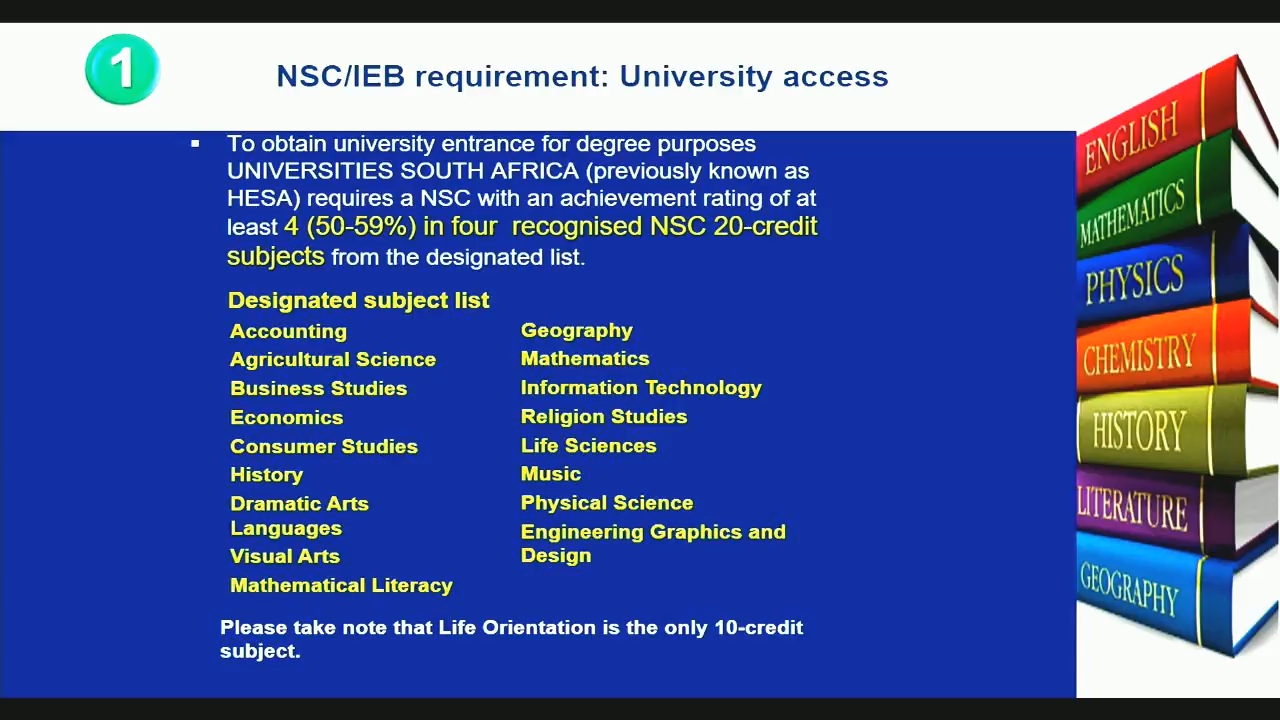 1
NSC/IEB requirement: University access
▪ To obtain university entrance for degree purposes
UNIVERSITIES SOUTH AFRICA (previously known as
HESA) requires a NSC with an achievement rating of at
least 4 (50-59%) in four recognised NSC 20-credit
subjects from the designated list.
Designated subject list
Accounting
Agricultural Science
Business Studies
Economics
Consumer Studies
History
Dramatic Arts
Languages
Visual Arts
Mathematical Literacy
Geography
Mathematics
Information Technology
Religion Studies
Life Sciences
Music
Physical Science
Engineering Graphics and
Design
Please take note that Life Orientation is the only 10-credit
subject.
ENGLISH
MATHEMATICS
PHYSICS
CHEMISTRY
HISTORY
LITERATURE
GEOGRAPHY